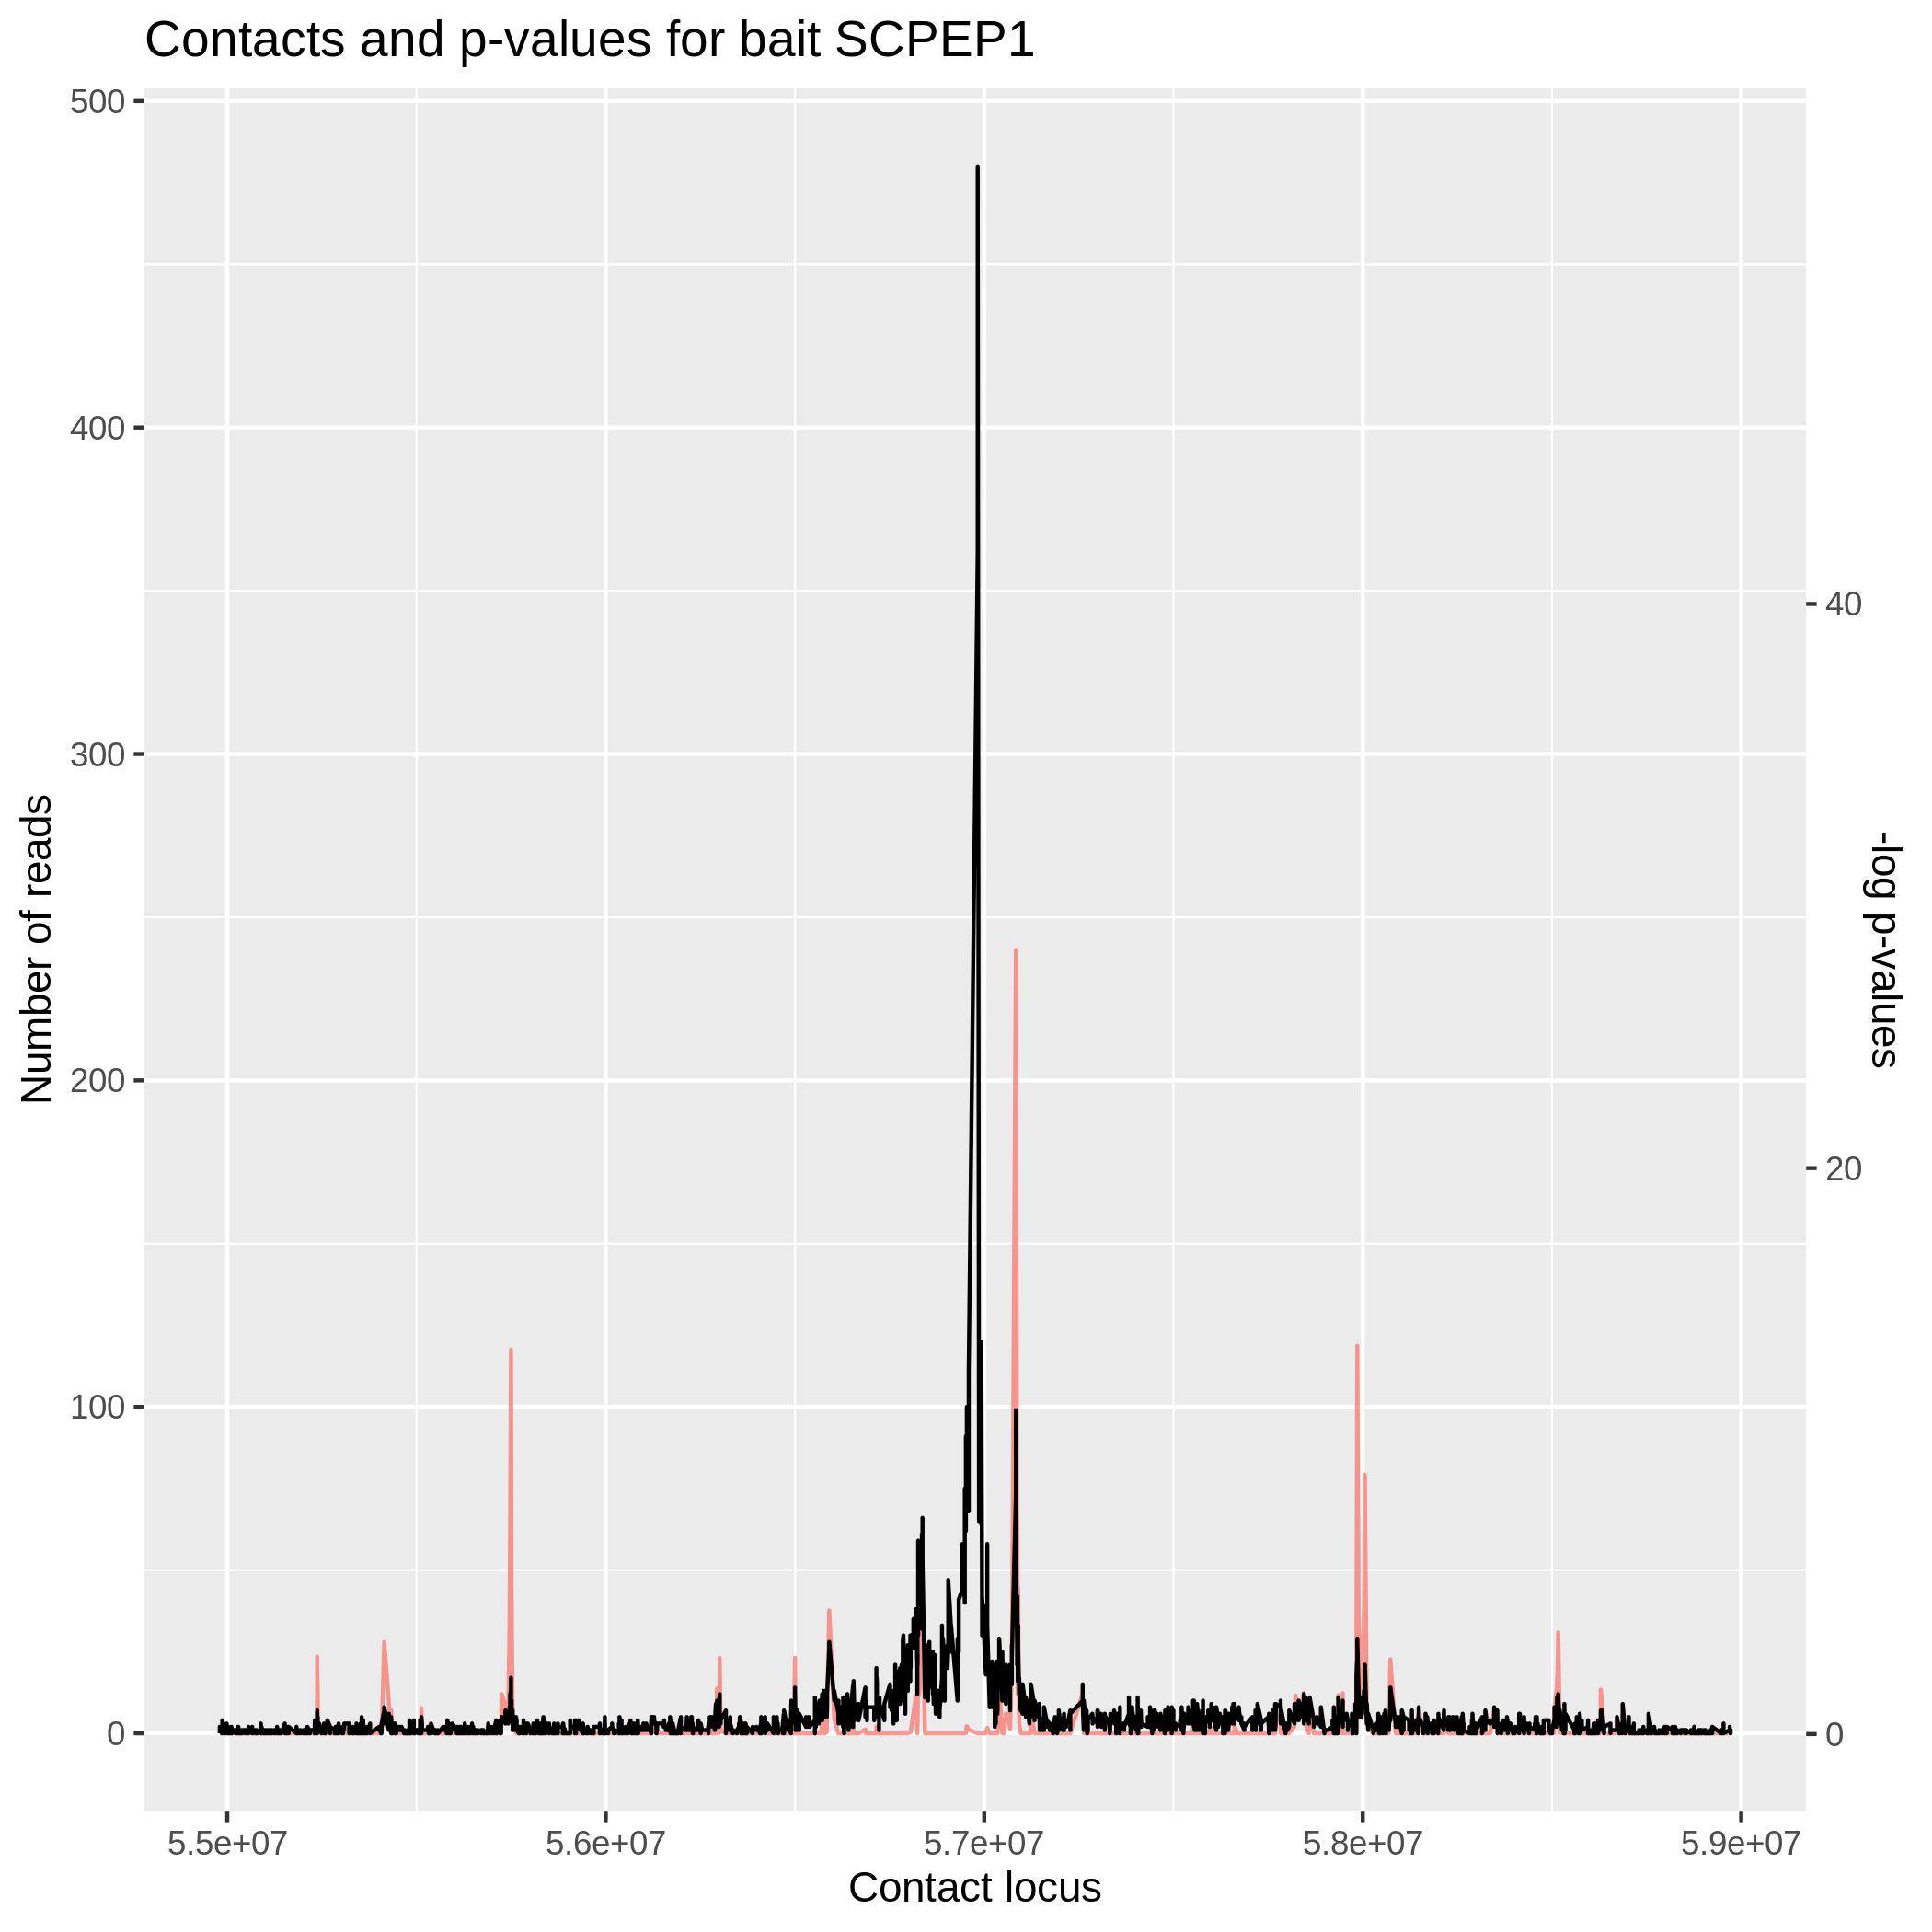 Contacts and p-values for bait SCPEP1
500
400
300
200
100
0
Number of reads
40
20
0
-log p-values
5.5e+07
5.6e+07
5.7e+07
5.8e+07
5.9e+07
Contact locus